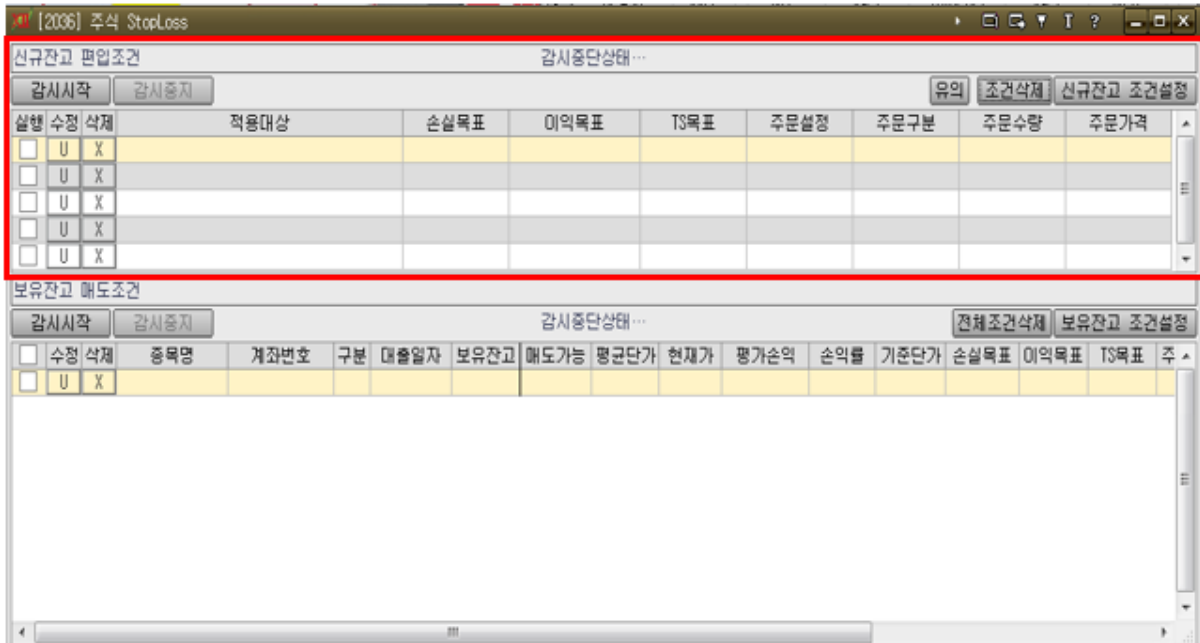 [2036] 주식 StopLoss
신규잔고 편입조건 감시중단상태…
감시시작 감시중지 유의 조건삭제 신규잔고 조건설정
실행 수정 삭제 적용대상 손실목표 이익목표 TS목표 주문설정 주문구분 주문수량 주문가격
U X
U X
U X
U X
U X
보유잔고 매도조건
감시시작 감시중지 감시중단상태… 전체조건삭제 보유잔고 조건설정
수정 삭제 종목명 계좌번호 구분 대출일자 보유잔고 매도가능 평균단가 현재가 평가손익 손익률 기준단가 손실목표 이익목표 TS목표 주
U X